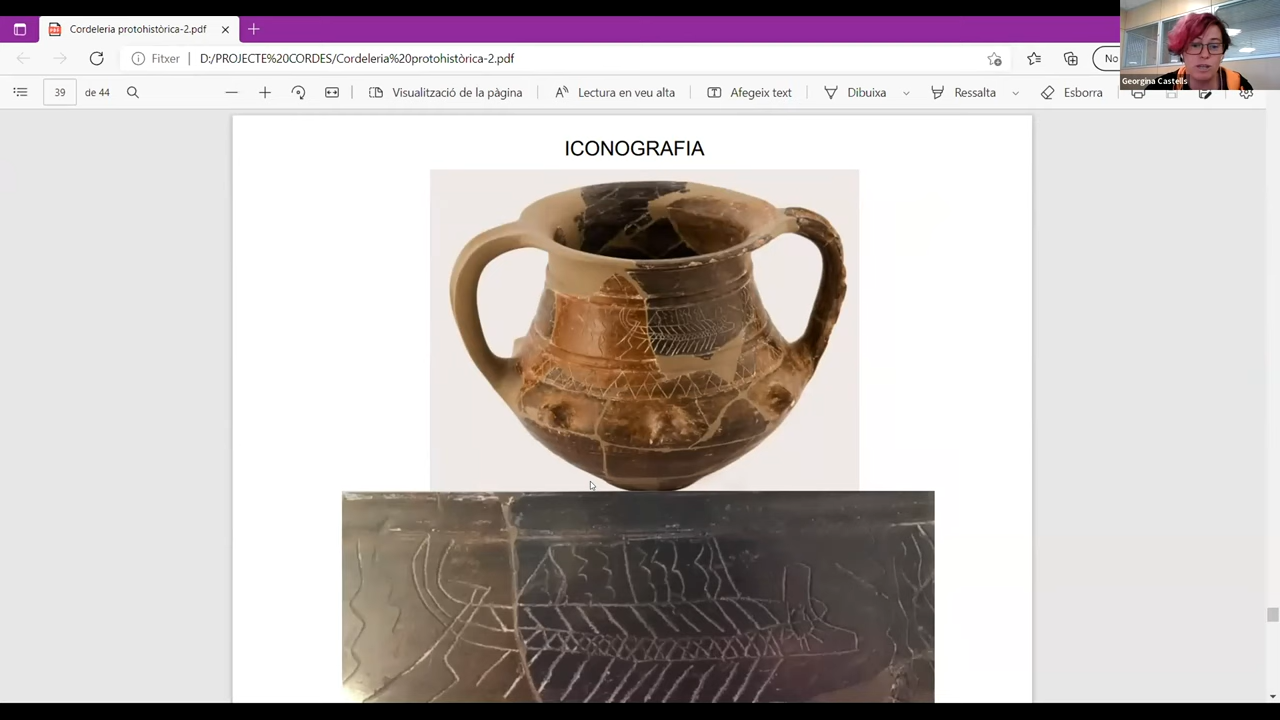 Cordeleria protohistòrica-2.pdf
Fitxer
D:/PROJECTE%20CORDES/Cordeleria%20protohistòrica-2.pdf
No
Georgina Castells
39
de 44
Visualització de pàgina
Lectura en veu alta
Afegeix text
Dibuixa
Ressalta
Esborra
ICONOGRAFIA